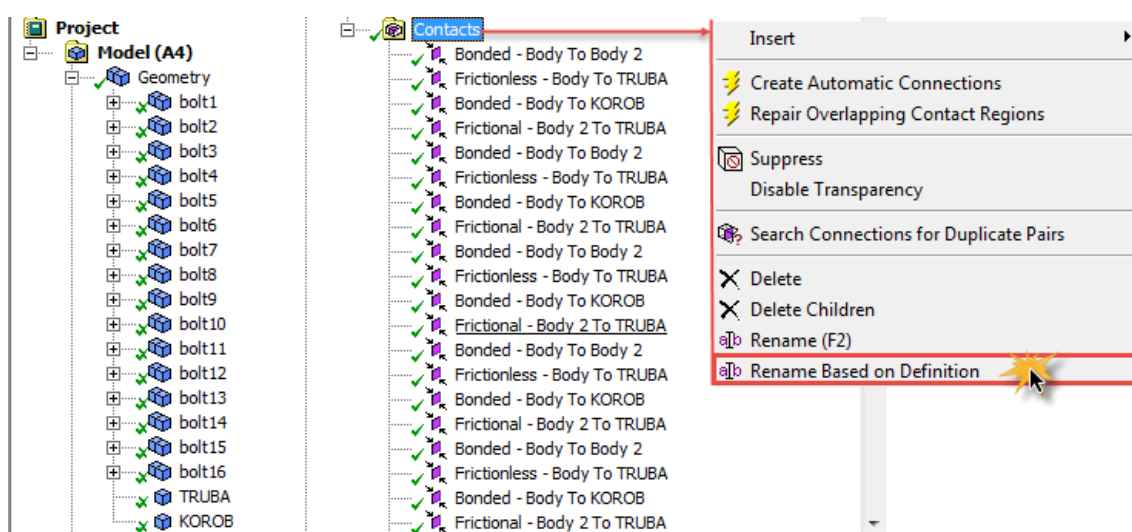 Project
Model (A4)
Geometry
bolt1
bolt2
bolt3
bolt4
bolt5
bolt6
bolt7
bolt8
bolt9
bolt10
bolt11
bolt12
bolt13
bolt14
bolt15
bolt16
TRUBA
KOROB
Contacts
Bonded - Body To Body 2
Frictionless - Body To TRUBA
Bonded - Body To KOROB
Frictional - Body 2 To TRUBA
Bonded - Body To Body 2
Frictionless - Body To TRUBA
Bonded - Body To KOROB
Frictional - Body 2 To TRUBA
Bonded - Body To Body 2
Frictionless - Body To TRUBA
Bonded - Body To KOROB
Frictional - Body 2 To TRUBA
Bonded - Body To Body 2
Frictionless - Body To TRUBA
Bonded - Body To KOROB
Frictional - Body 2 To TRUBA
Bonded - Body To Body 2
Frictionless - Body To TRUBA
Bonded - Body To KOROB
Frictional - Body 2 To TRUBA
Insert
Create Automatic Connections
Repair Overlapping Contact Regions
Suppress
Disable Transparency
Search Connections for Duplicate Pairs
Delete
Delete Children
Rename (F2)
Rename Based on Definition